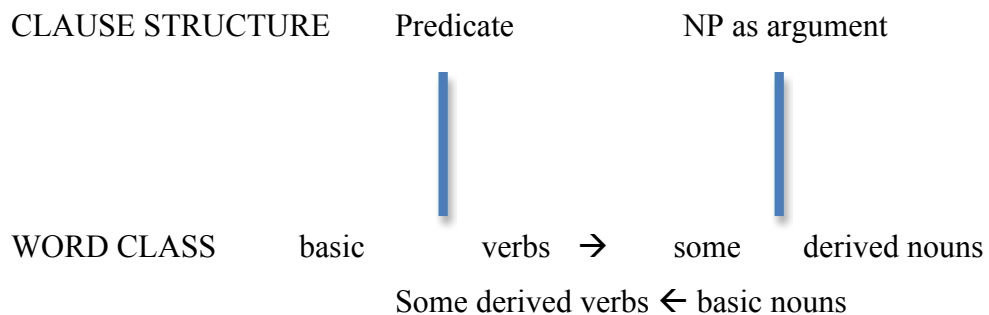 CLAUSE STRUCTURE Predicate NP as argument
WORD CLASS basic verbs → some derived nouns
Some derived verbs ← basic nouns